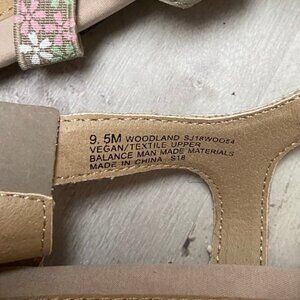 9.5M WOODLAND SJ18WOO54
VEGAN/TEXTILE UPPER
BALANCE MAN MADE MATERIALS
MADE IN CHINA S18